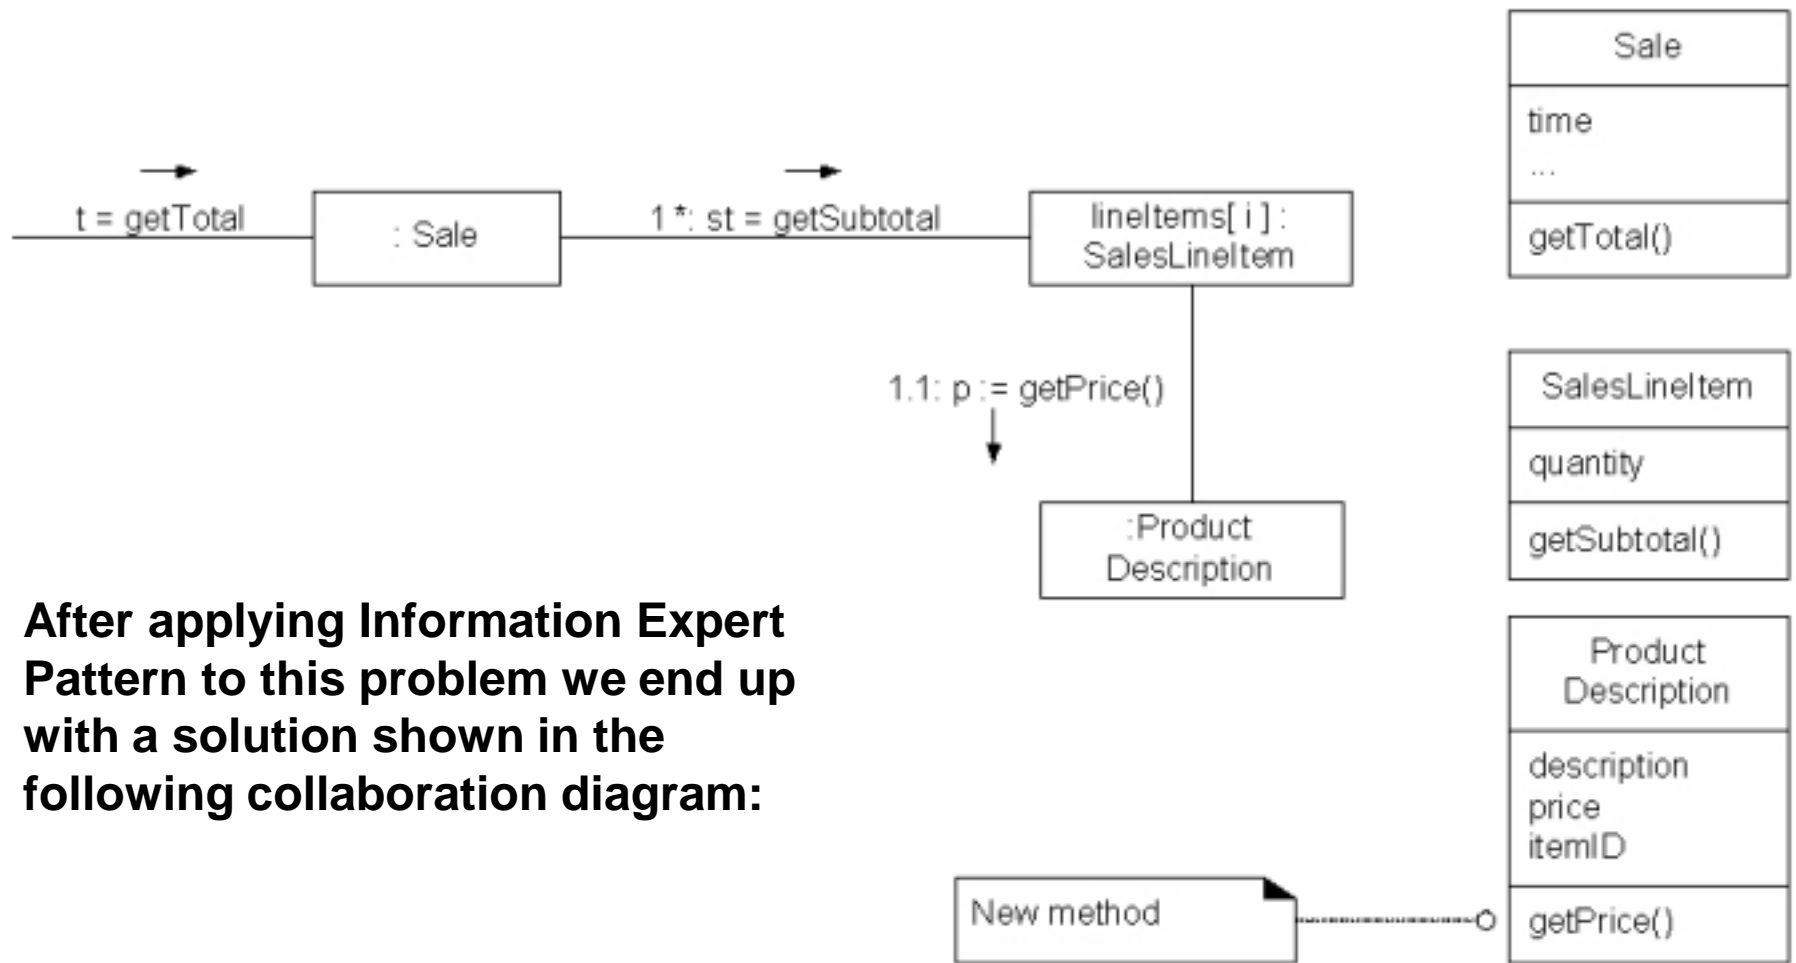 t = getTotal
: Sale
1 *: st = getSubtotal
lineItems[ i ] :
SalesLineItem
1.1: p := getPrice()
:Product
Description
Sale
time
...
getTotal()
SalesLineItem
quantity
getSubtotal()
Product
Description
description
price
itemID
getPrice()
New method
After applying Information Expert
Pattern to this problem we end up
with a solution shown in the
following collaboration diagram: